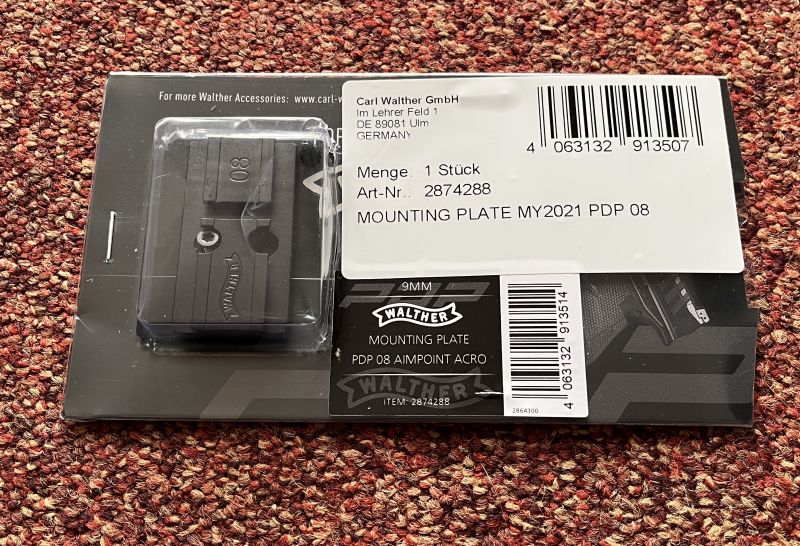 For more Walther Accessories: www.carl-w
Carl Walther GmbH
Im Lehrer Feld 1
DE 89081 Ulm
GERMANY
4 063132 913507
Menge: 1 Stück
Art-Nr.: 2874288
MOUNTING PLATE MY2021 PDP 08
08
WALTHER
9MM
PDP
WALTHER
MOUNTING PLATE
PDP 08 AIMPOINT ACRO
WALTHER
ITEM: 2874288
4 063132 913514
2864300